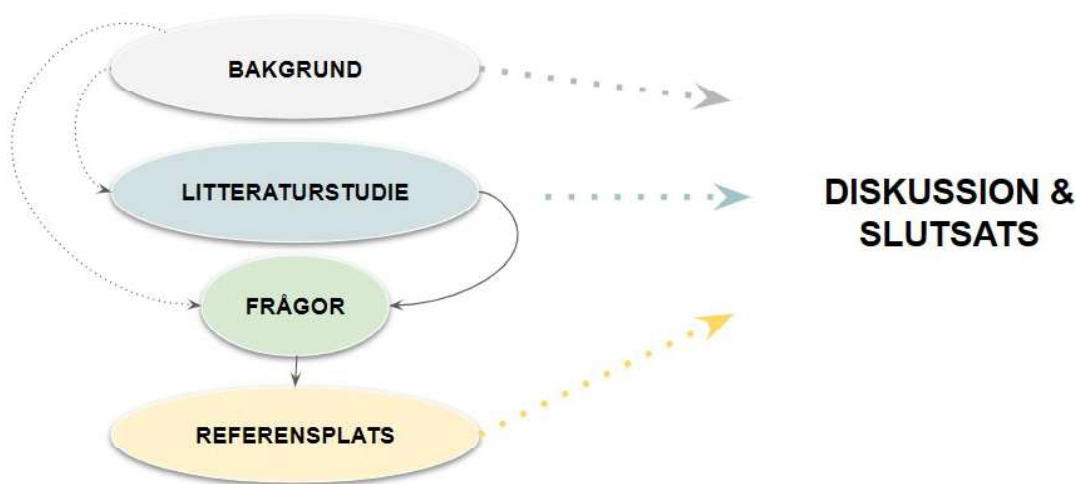 BAKGRUND
LITTERATURSTUDIE
FRÅGOR
REFERENSPLATS
DISKUSSION &
SLUTSATS